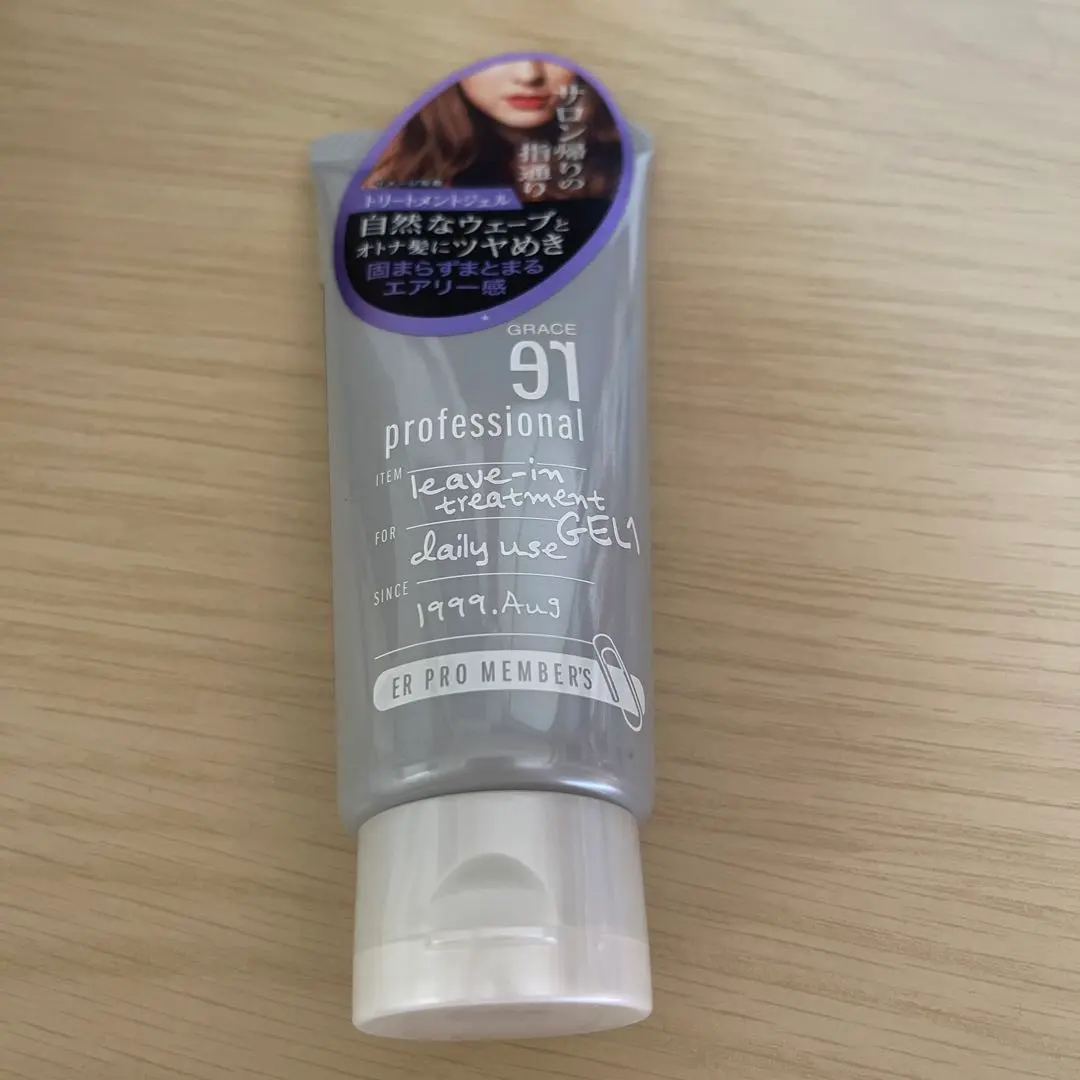 サロン帰りの
指通り
トリートメントジェル
自然なウェーブと
オトナ髪にツヤめき
固まらずまとまる
エアリー感
GRACE
er
professional
ITEM leave-in
treatment
GEL1
FOR daily use
SINCE 1999.Aug
ER PRO MEMBER'S